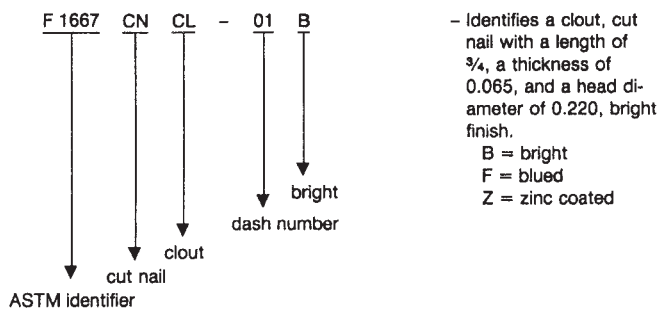 F 1667 CN CL – 01 B
bright
dash number
clout
cut nail
ASTM identifier
– Identifies a clout, cut
nail with a length of
¾, a thickness of
0.065, and a head di-
ameter of 0.220, bright
finish.
B = bright
F = blued
Z = zinc coated